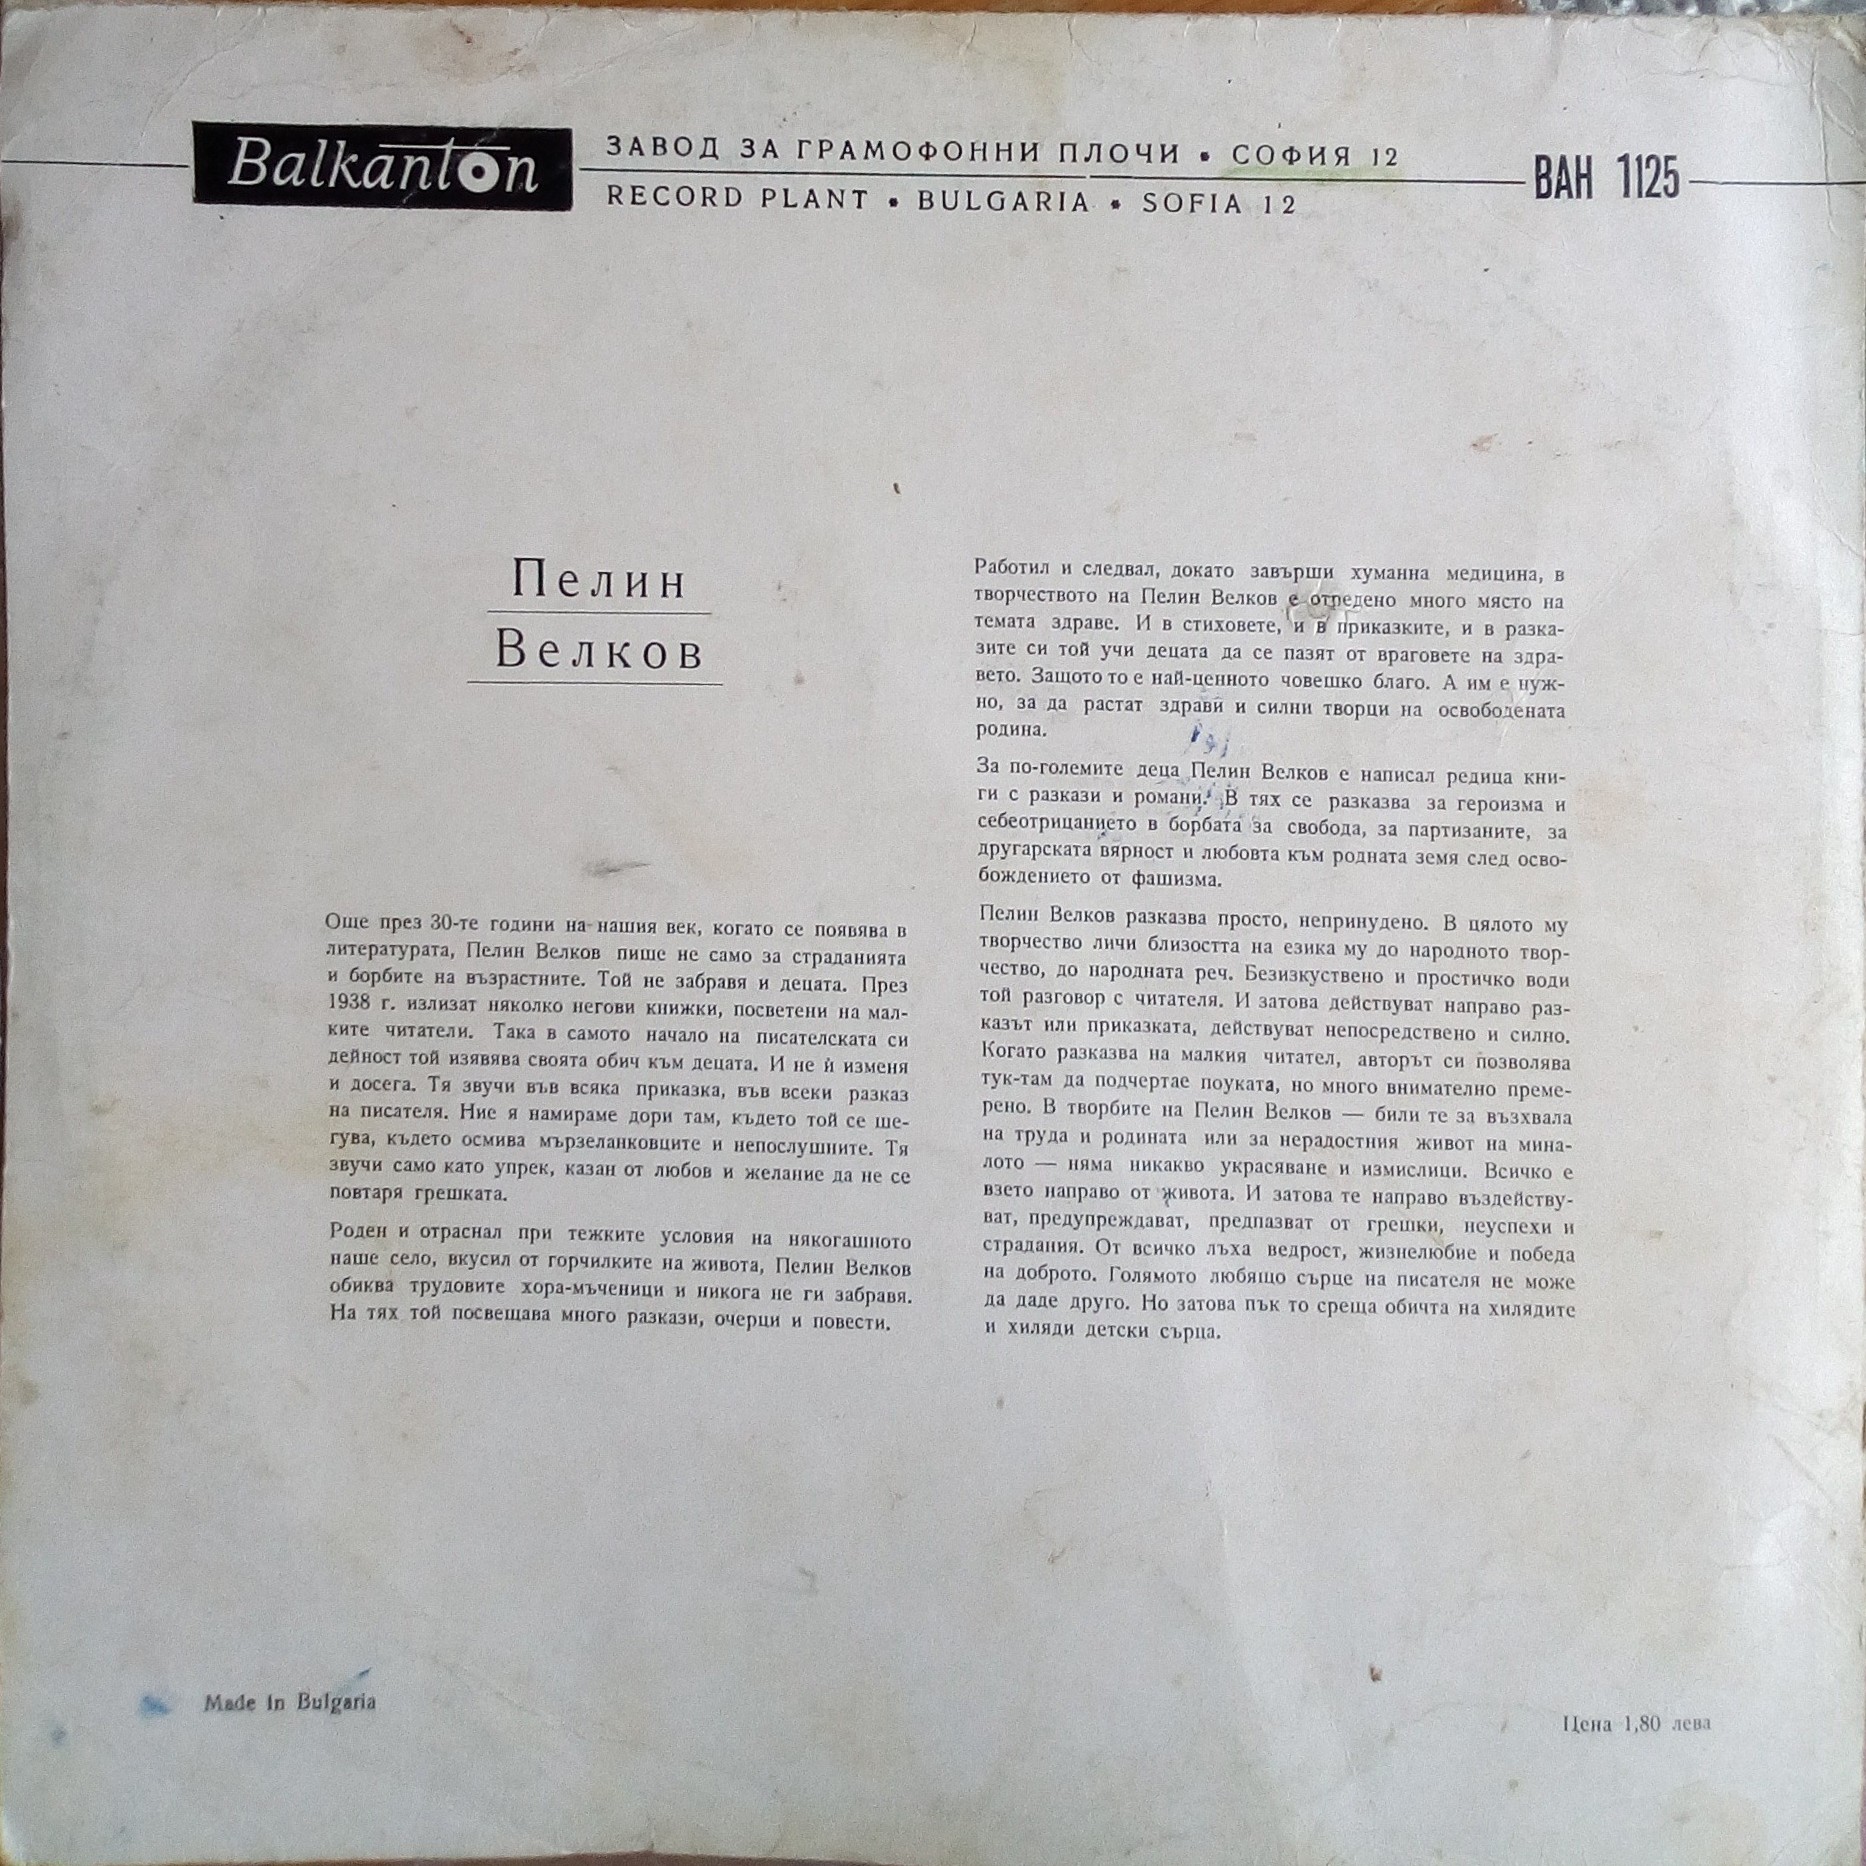 Balkanton
ЗАВОД ЗА ГРАМОФОННИ ПЛОЧИ • СОФИЯ 12
RECORD PLANT • BULGARIA • SOFIA 12
ВАН 1125
Пелин
Велков
Още през 30-те години на нашия век, когато се появява в
литературата, Пелин Велков пише не само за страданията
и борбите на възрастните. Той не забравя и децата. През
1938 г. излизат няколко негови книжки, посветени на мал-
ките читатели. Така в самото начало на писателската си
дейност той изявява своята обич към децата. И не ѝ изменя
и досега. Тя звучи във всяка приказка, във всеки разказ
на писателя. Ние я намираме дори там, където той се ше-
гува, където осмива мързеланковците и непослушните. Тя
звучи само като упрек, казан от любов и желание да не се
повтаря грешката.
Роден и отраснал при тежките условия на някогашното
наше село, вкусил от горчилките на живота, Пелин Велков
обиква трудовите хора-мъченици и никога не ги забравя.
На тях той посвещава много разкази, очерци и повести.
Работил и следвал, докато завърши хуманна медицина, в
творчеството на Пелин Велков е отредено много място на
темата здраве. И в стиховете, и в приказките, и в разка-
зите си той учи децата да се пазят от враговете на здра-
вето. Защото то е най-ценното човешко благо. А им е нуж-
но, за да растат здрави и силни творци на освободената
родина.
За по-големите деца Пелин Велков е написал редица кни-
ги с разкази и романи. В тях се разказва за героизма и
себеотрицанието в борбата за свобода, за партизаните, за
другарската вярност и любовта към родната земя след осво-
бождението от фашизма.
Пелин Велков разказва просто, непринудено. В цялото му
творчество личи близостта на езика му до народното твор-
чество, до народната реч. Безизкуствено и простичко води
той разговор с читателя. И затова действуват направо раз-
казът или приказката, действуват непосредствено и силно.
Когато разказва на малкия читател, авторът си позволява
тук-там да подчертае поуката, но много внимателно преме-
рено. В творбите на Пелин Велков — били те за възхвала
на труда и родината или за нерадостния живот на мина-
лото — няма никакво украсяване и измислици. Всичко е
взето направо от живота. И затова те направо въздейству-
ват, предупреждават, предпазват от грешки, неуспехи и
страдания. От всичко лъха ведрост, жизнелюбие и победа
на доброто. Голямото любящо сърце на писателя не може
да даде друго. Но затова пък то среща обичта на хилядите
и хиляди детски сърца.
Made in Bulgaria
Цена 1,80 лева